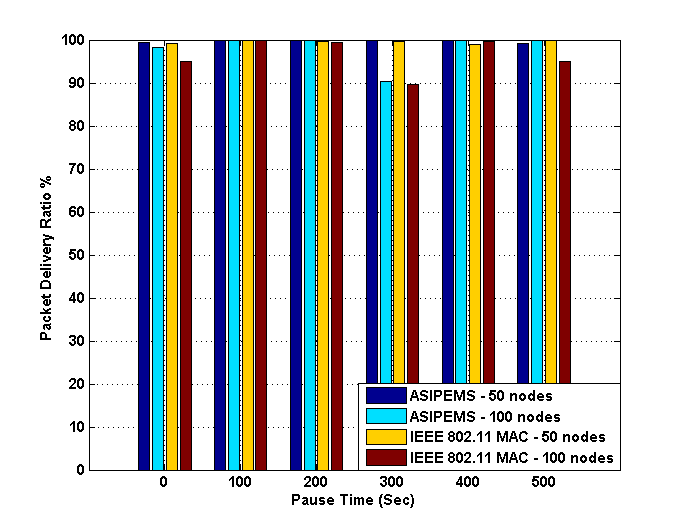 100
90
80
70
60
50
40
30
20
10
0
Packet Delivery Ratio %
0 100 200 300 400 500
Pause Time (Sec)
ASIPEMS - 50 nodes
ASIPEMS - 100 nodes
IEEE 802.11 MAC - 50 nodes
IEEE 802.11 MAC - 100 nodes